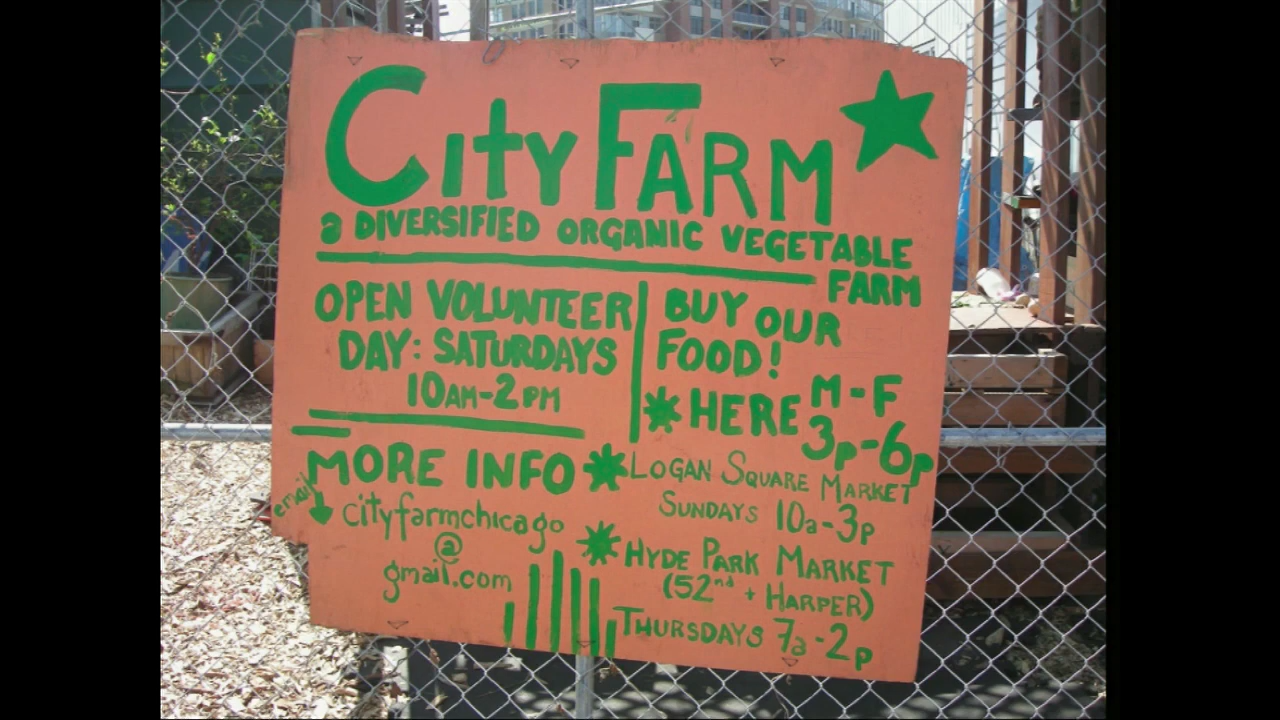 CITY FARM
a DIVERSIFIED ORGANIC VEGETABLE
FARM
OPEN VOLUNTEER
DAY: SATURDAYS
10AM-2PM
BUY OUR
FOOD!
HERE M-F
3p-6p
MORE INFO
email
cityfarmchicago
@
gmail.com
LOGAN SQUARE MARKET
SUNDAYS 10a-3p
HYDE PARK MARKET
(52nd + HARPER)
THURSDAYS 7a-2p